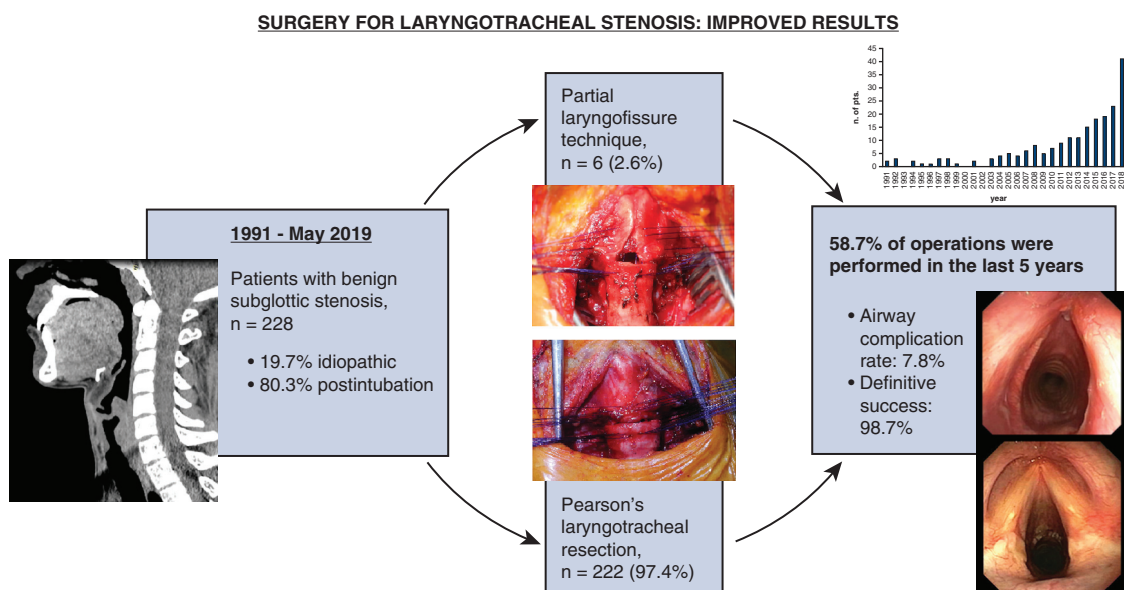 SURGERY FOR LARYNGOTRACHEAL STENOSIS: IMPROVED RESULTS
1991 - May 2019
Patients with benign
subglottic stenosis,
n = 228
• 19.7% idiopathic
• 80.3% postintubation
Partial
laryngofissure
technique,
n = 6 (2.6%)
Pearson's
laryngotracheal
resection,
n = 222 (97.4%)
n. of pts.
45
40
35
30
25
20
15
10
5
0
1991
1992
1993
1994
1995
1996
1997
1998
1999
2000
2001
2002
2003
2004
2005
2006
2007
2008
2009
2010
2011
2012
2013
2014
2015
2016
2017
2018
year
58.7% of operations were
performed in the last 5 years
• Airway
complication
rate: 7.8%
• Definitive
success:
98.7%